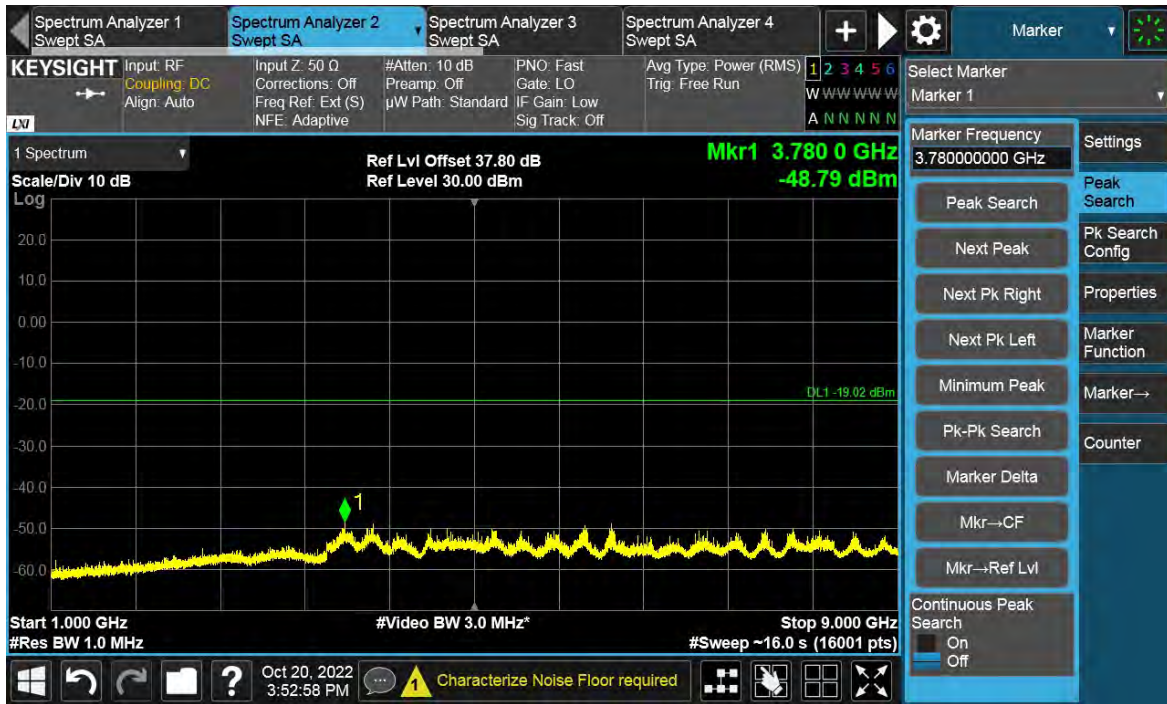 Spectrum Analyzer 1
Swept SA
Spectrum Analyzer 2
Swept SA
Spectrum Analyzer 3
Swept SA
Spectrum Analyzer 4
Swept SA
+
Marker
KEYSIGHT
LXI
Input: RF
Coupling: DC
Align: Auto
Input Z: 50 Ω
Corrections: Off
Freq Ref: Ext (S)
NFE: Adaptive
#Atten: 10 dB
Preamp: Off
µW Path: Standard
PNO: Fast
Gate: LO
IF Gain: Low
Sig Track: Off
Avg Type: Power (RMS)
Trig: Free Run
1 2 3 4 5 6
W W W W W W
A N N N N N
Select Marker
Marker 1
1 Spectrum
Scale/Div 10 dB
Log
Ref Lvl Offset 37.80 dB
Ref Level 30.00 dBm
Mkr1 3.780 0 GHz
-48.79 dBm
20.0
10.0
0.00
-10.0
-20.0
-30.0
-40.0
-50.0
-60.0
DL1 -19.02 dBm
1
Start 1.000 GHz
#Res BW 1.0 MHz
#Video BW 3.0 MHz*
Stop 9.000 GHz
#Sweep ~16.0 s (16001 pts)
Marker Frequency
3.780000000 GHz
Peak Search
Next Peak
Next Pk Right
Next Pk Left
Minimum Peak
Pk-Pk Search
Marker Delta
Mkr→CF
Mkr→Ref Lvl
Continuous Peak
Search
On
Off
Settings
Peak
Search
Pk Search
Config
Properties
Marker
Function
Marker→
Counter
?
Oct 20, 2022
3:52:58 PM
1
Characterize Noise Floor required